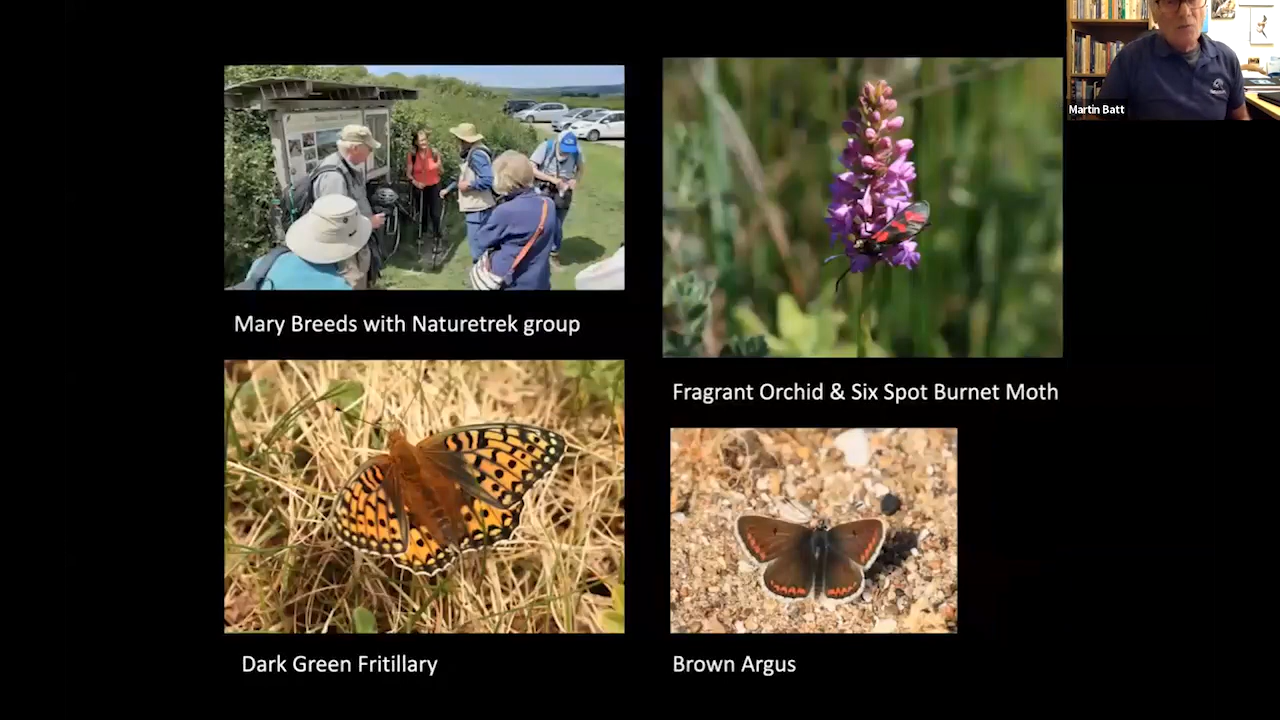 Martin Batt
Mary Breeds with Naturetrek group
Fragrant Orchid & Six Spot Burnet Moth
Dark Green Fritillary
Brown Argus